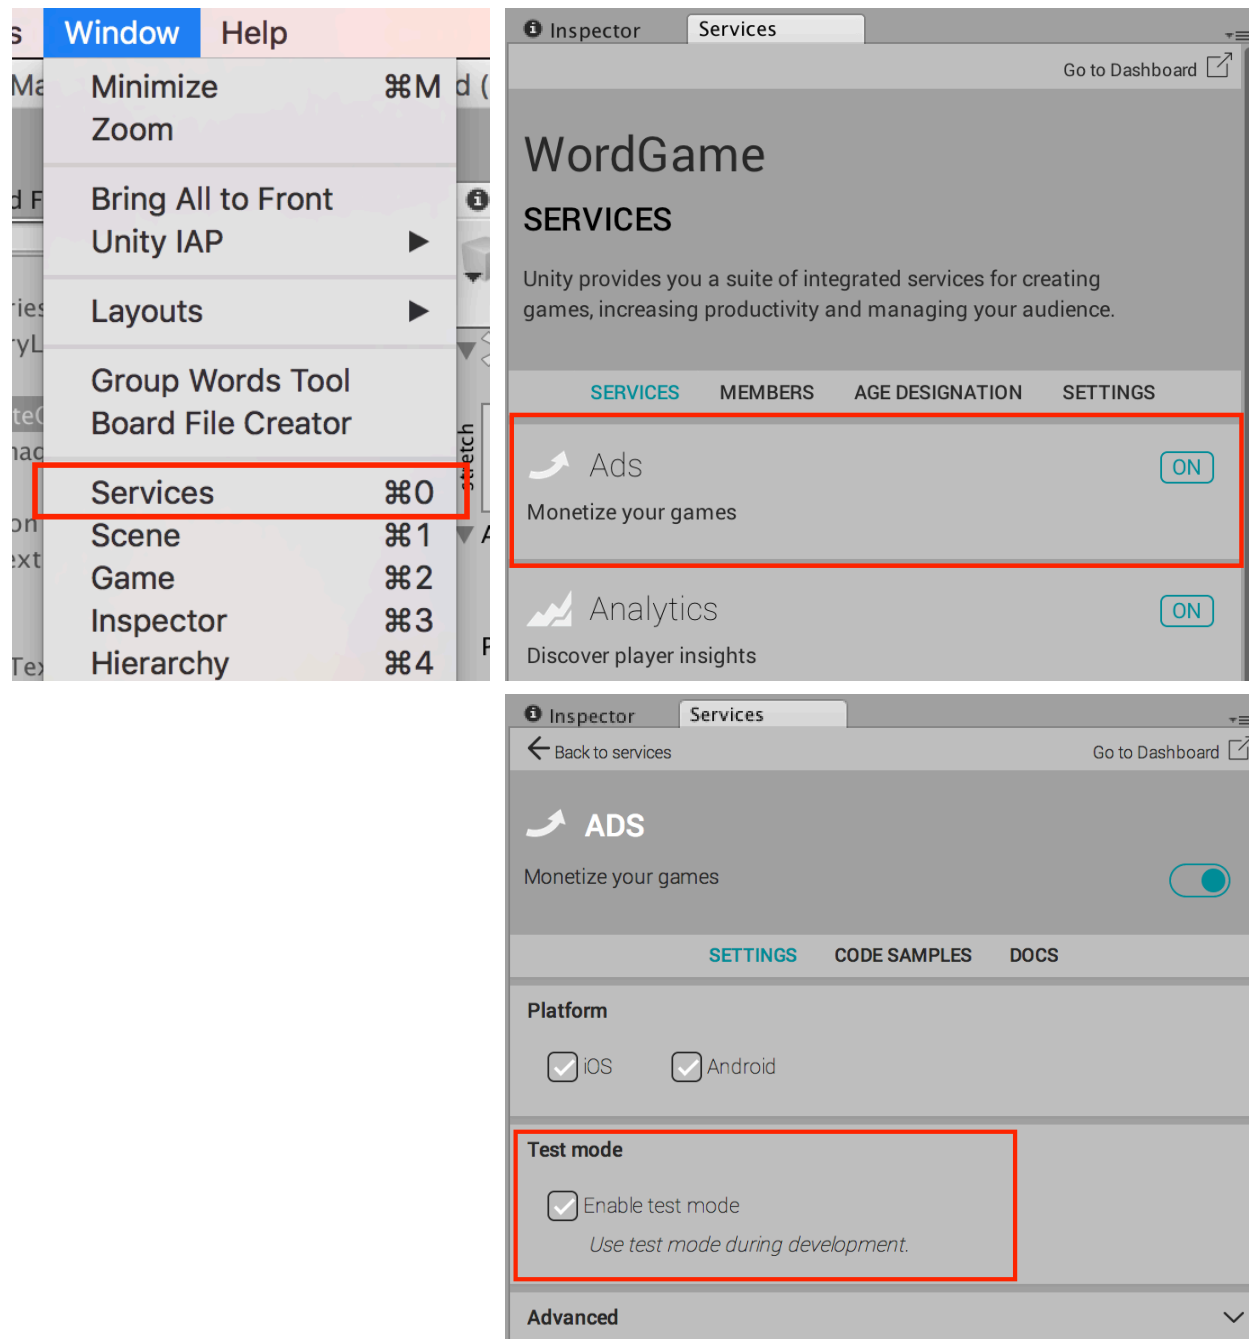 s Window Help
Minimize ⌘M d (
Zoom
Bring All to Front
d F
Unity IAP
Layouts
ries
Group Words Tool
Board File Creator
stretch
Services ⌘0
Scene ⌘1
Game ⌘2
Inspector ⌘3
Hierarchy ⌘4
Inspector Services
Go to Dashboard
WordGame
SERVICES
Unity provides you a suite of integrated services for creating
games, increasing productivity and managing your audience.
SERVICES MEMBERS AGE DESIGNATION SETTINGS
Ads ON
Monetize your games
Analytics ON
Discover player insights
Inspector Services
Back to services Go to Dashboard
ADS
Monetize your games
SETTINGS CODE SAMPLES DOCS
Platform
iOS Android
Test mode
Enable test mode
Use test mode during development.
Advanced